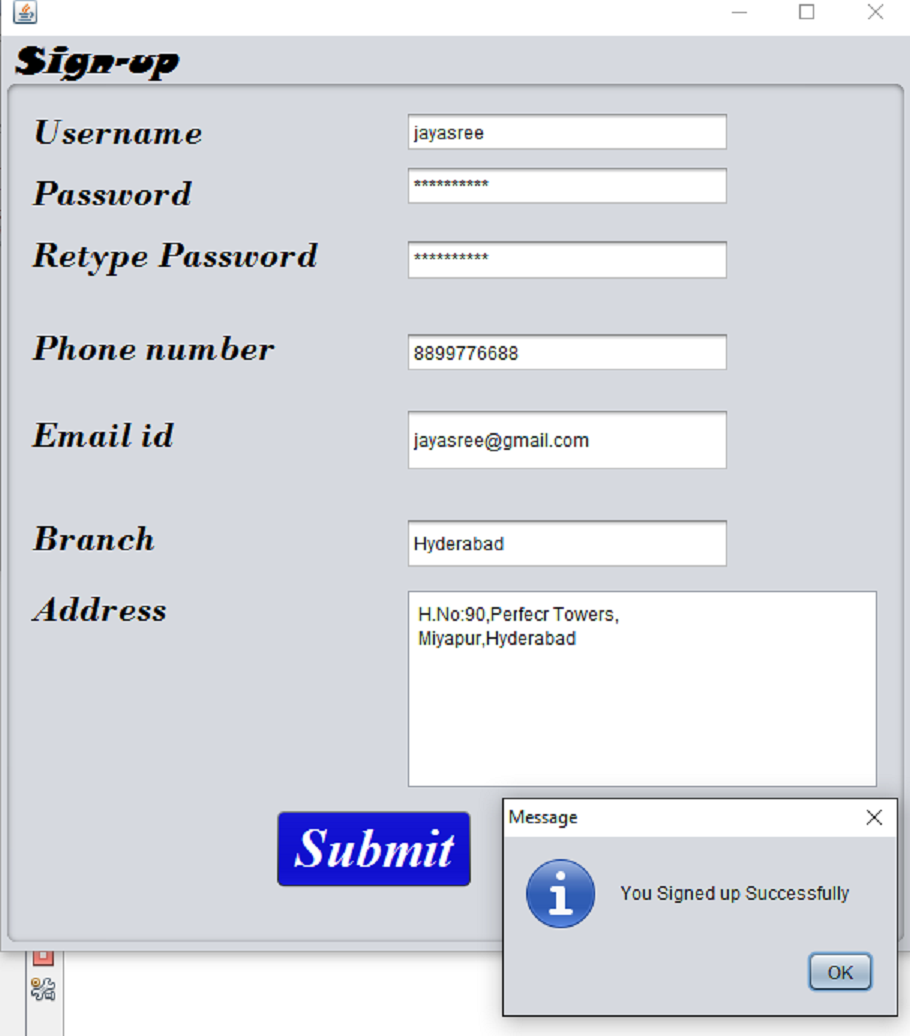 Sign-up
Username
jayasree
Password
**********
Retype Password
**********
Phone number
8899776688
Email id
jayasree@gmail.com
Branch
Hyderabad
Address
H.No:90,Perfecr Towers,
Miyapur,Hyderabad
Submit
Message
You Signed up Successfully
OK